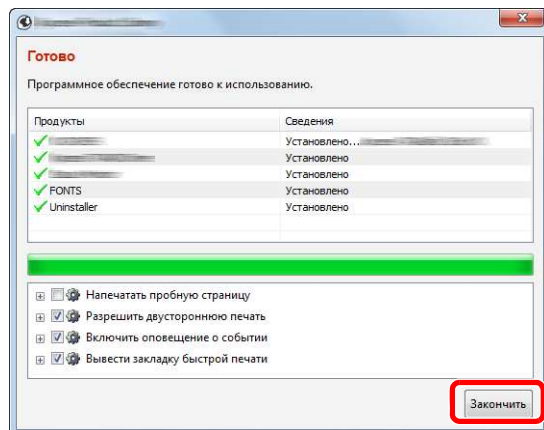 Готово
Программное обеспечение готово к использованию.
Продукты Сведения
Установлено...
Установлено
Установлено
FONTS Установлено
Uninstaller Установлено
Напечатать пробную страницу
Разрешить двустороннюю печать
Включить оповещение о событии
Вывести закладку быстрой печати
Закончить